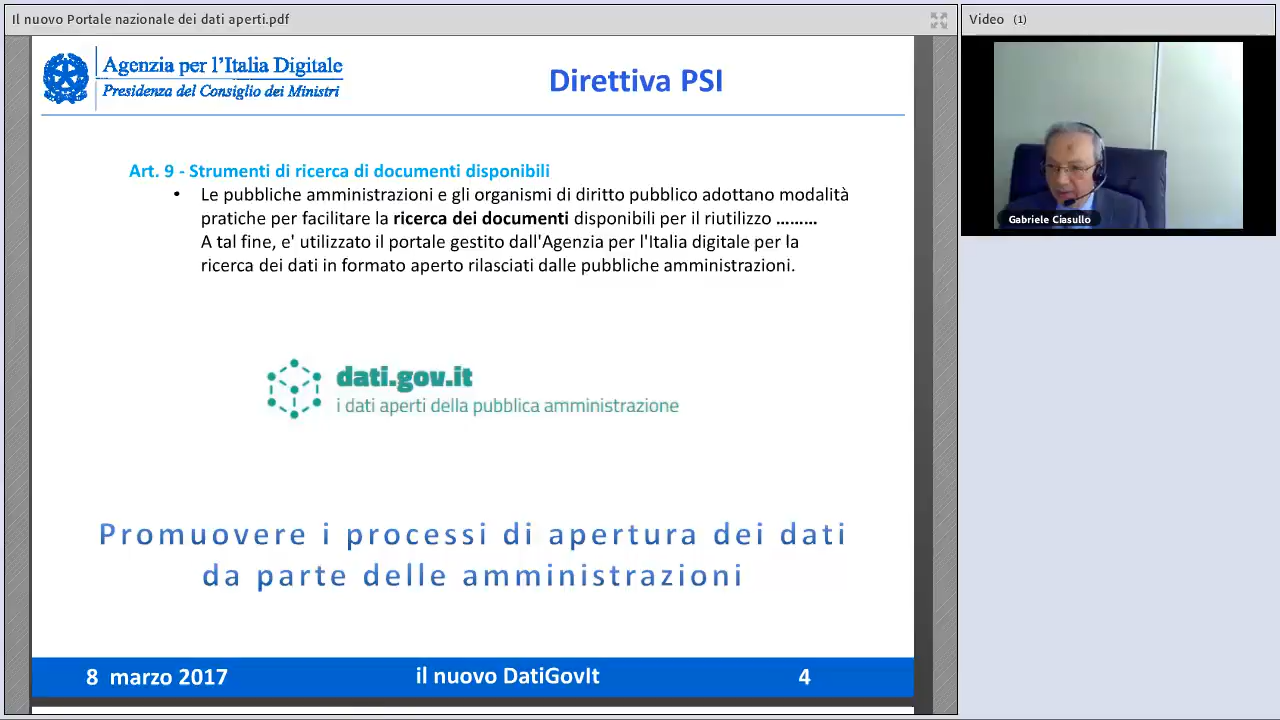 Il nuovo Portale nazionale dei dati aperti.pdf
Video (1)
Agenzia per l'Italia Digitale
Presidenza del Consiglio dei Ministri
Direttiva PSI
Gabriele Ciasullo
Art. 9 - Strumenti di ricerca di documenti disponibili
• Le pubbliche amministrazioni e gli organismi di diritto pubblico adottano modalità
pratiche per facilitare la ricerca dei documenti disponibili per il riutilizzo ………
A tal fine, e' utilizzato il portale gestito dall'Agenzia per l'Italia digitale per la
ricerca dei dati in formato aperto rilasciati dalle pubbliche amministrazioni.
dati.gov.it
i dati aperti della pubblica amministrazione
Promuovere i processi di apertura dei dati
da parte delle amministrazioni
8 marzo 2017
il nuovo DatiGovIt
4